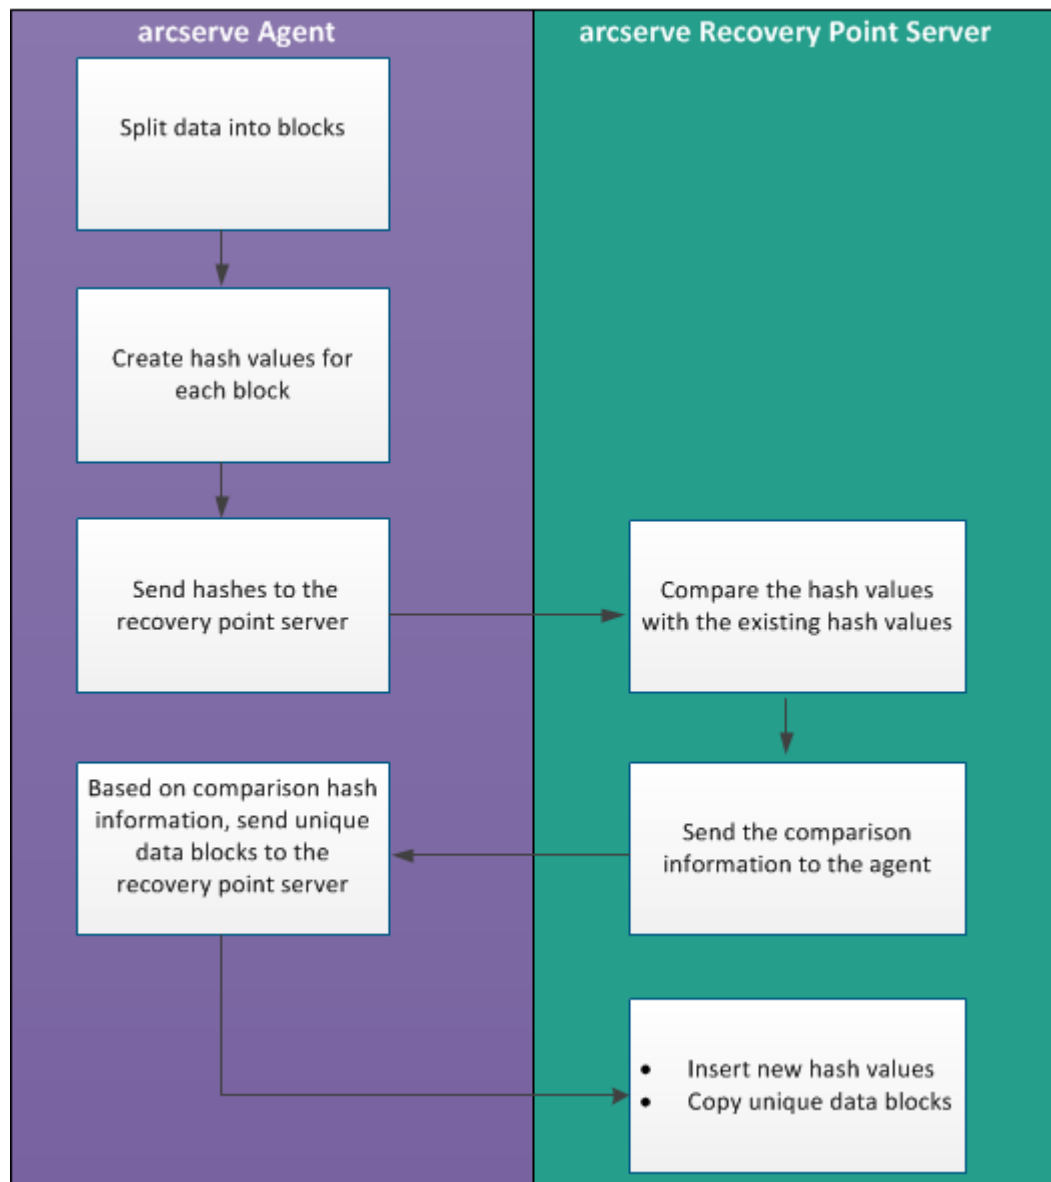 arcserve Agent
arcserve Recovery Point Server
Split data into blocks
Create hash values for
each block
Send hashes to the
recovery point server
Compare the hash values
with the existing hash values
Send the comparison
information to the agent
Based on comparison hash
information, send unique
data blocks to the
recovery point server
• Insert new hash values
• Copy unique data blocks